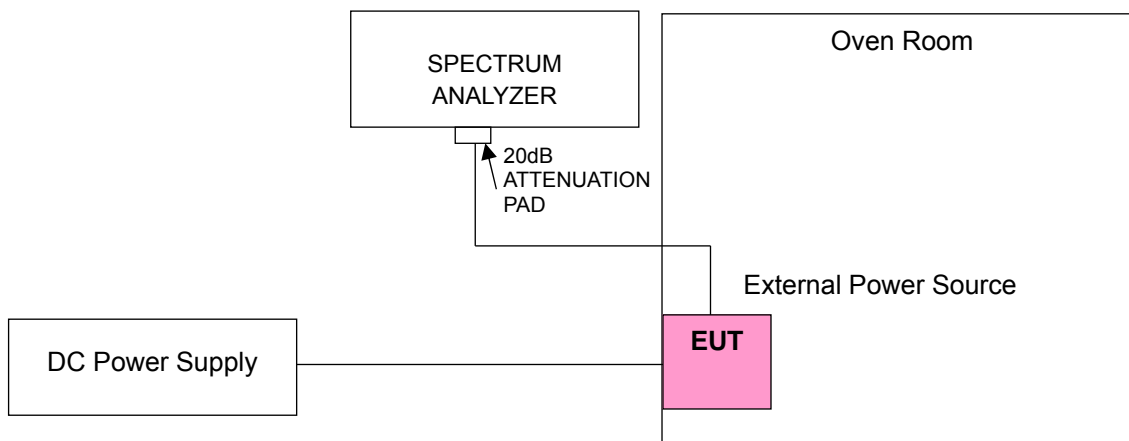 Oven Room
SPECTRUM
ANALYZER
20dB
ATTENUATION
PAD
External Power Source
EUT
DC Power Supply